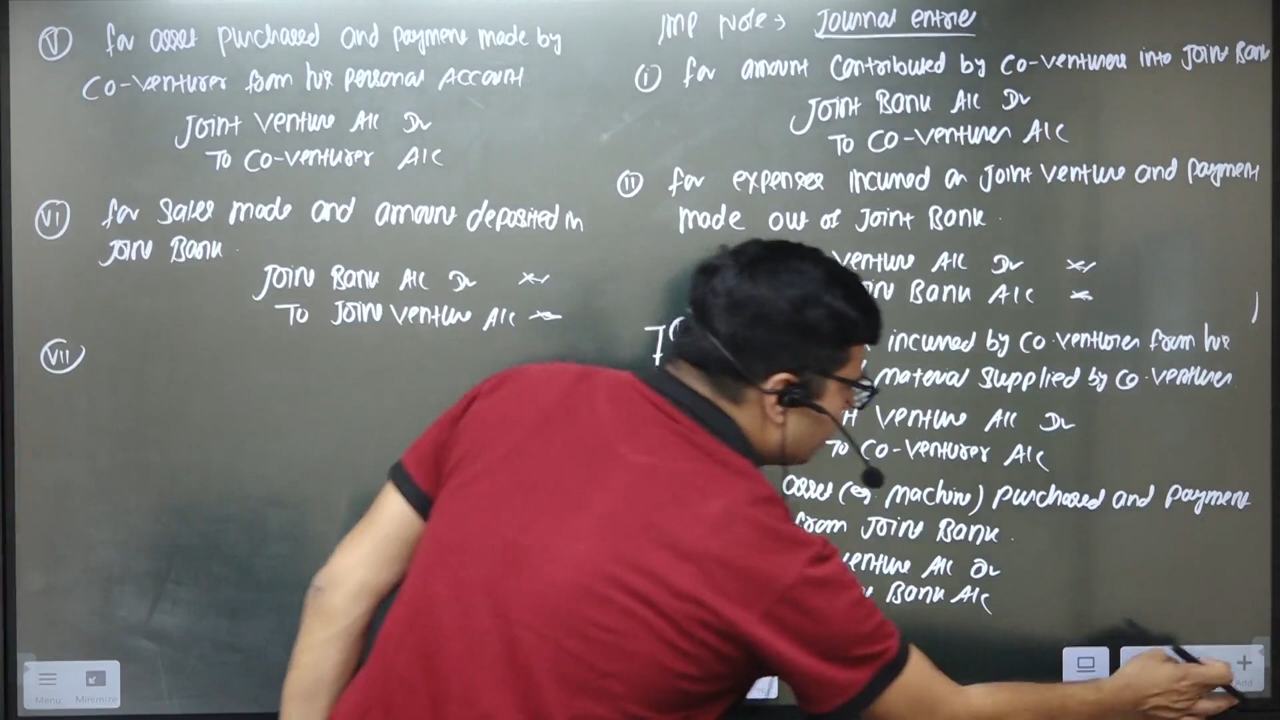 IMP Note → Journal entrie
(i) for amount contributed by Co-venturers into Joint Bank
Joint Bank A/c Dr
To Co-venturer A/c
(ii) for expenses incurred on Joint Venture and payment
made out of Joint Bank.
Venture A/c Dr
Bank A/c
incurred by Co-venturer from his
material supplied by Co-venturer
Venture A/c Dr
To Co-venturer A/c
asset (eg. Machine) purchased and payment
from Joint Bank.
A/c Dr
Bank A/c
(V) for asset purchased and payment made by
Co-venturer from his personal Account
Joint Venture A/c Dr
To Co-venturer A/c
(VI) for sales made and amount deposited in
Joint Bank.
Joint Bank A/c Dr
To Joint Venture A/c
(VII)
Menu
Minimize
Add